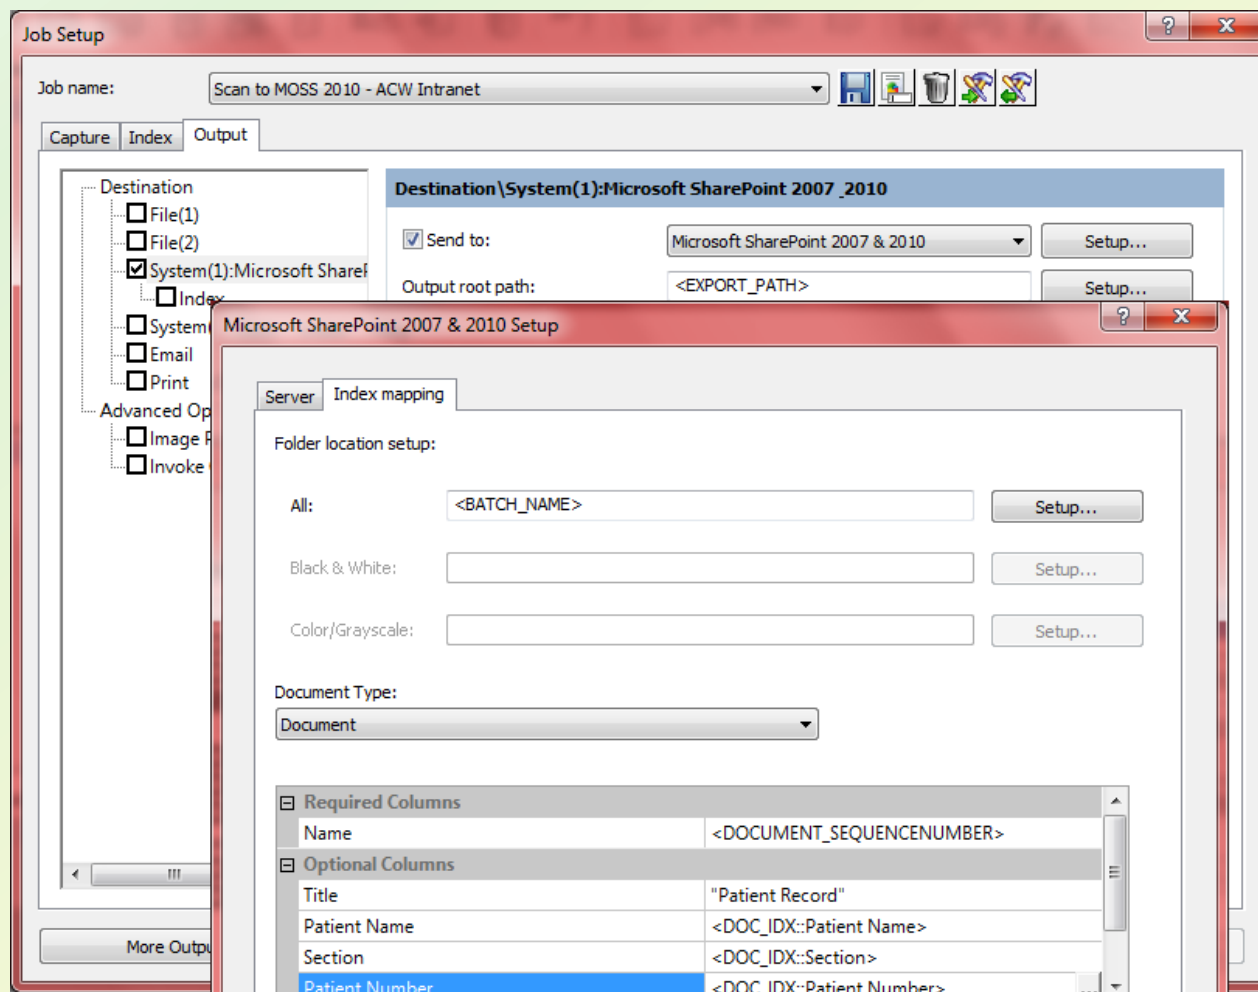 Job Setup
Job name: Scan to MOSS 2010 - ACW Intranet
Capture Index Output
Destination
File(1)
File(2)
System(1):Microsoft ShareP
Index
System(
Email
Print
Advanced Op
Image P
Invoke
Destination\System(1):Microsoft SharePoint 2007_2010
Send to: Microsoft SharePoint 2007 & 2010 Setup...
Output root path: <EXPORT_PATH> Setup...
More Outpu
Microsoft SharePoint 2007 & 2010 Setup
Server Index mapping
Folder location setup:
All: <BATCH_NAME> Setup...
Black & White: Setup...
Color/Grayscale: Setup...
Document Type:
Document
Required Columns
Name <DOCUMENT_SEQUENCENUMBER>
Optional Columns
Title "Patient Record"
Patient Name <DOC_IDX::Patient Name>
Section <DOC_IDX::Section>
Patient Number <DOC_IDX::Patient Number> ...